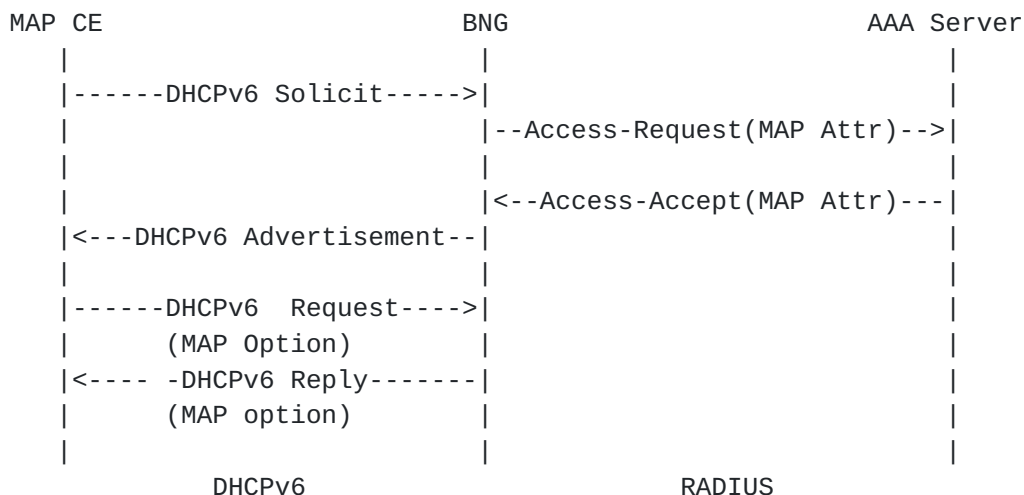 MAP CE                       BNG                       AAA Server
|------DHCPv6 Solicit----->|
|--Access-Request(MAP Attr)-->|
|<--Access-Accept(MAP Attr)---|
|<---DHCPv6 Advertisement--|
|------DHCPv6  Request---->|
(MAP Option)
|<---- -DHCPv6 Reply-------|
(MAP option)
DHCPv6                       RADIUS